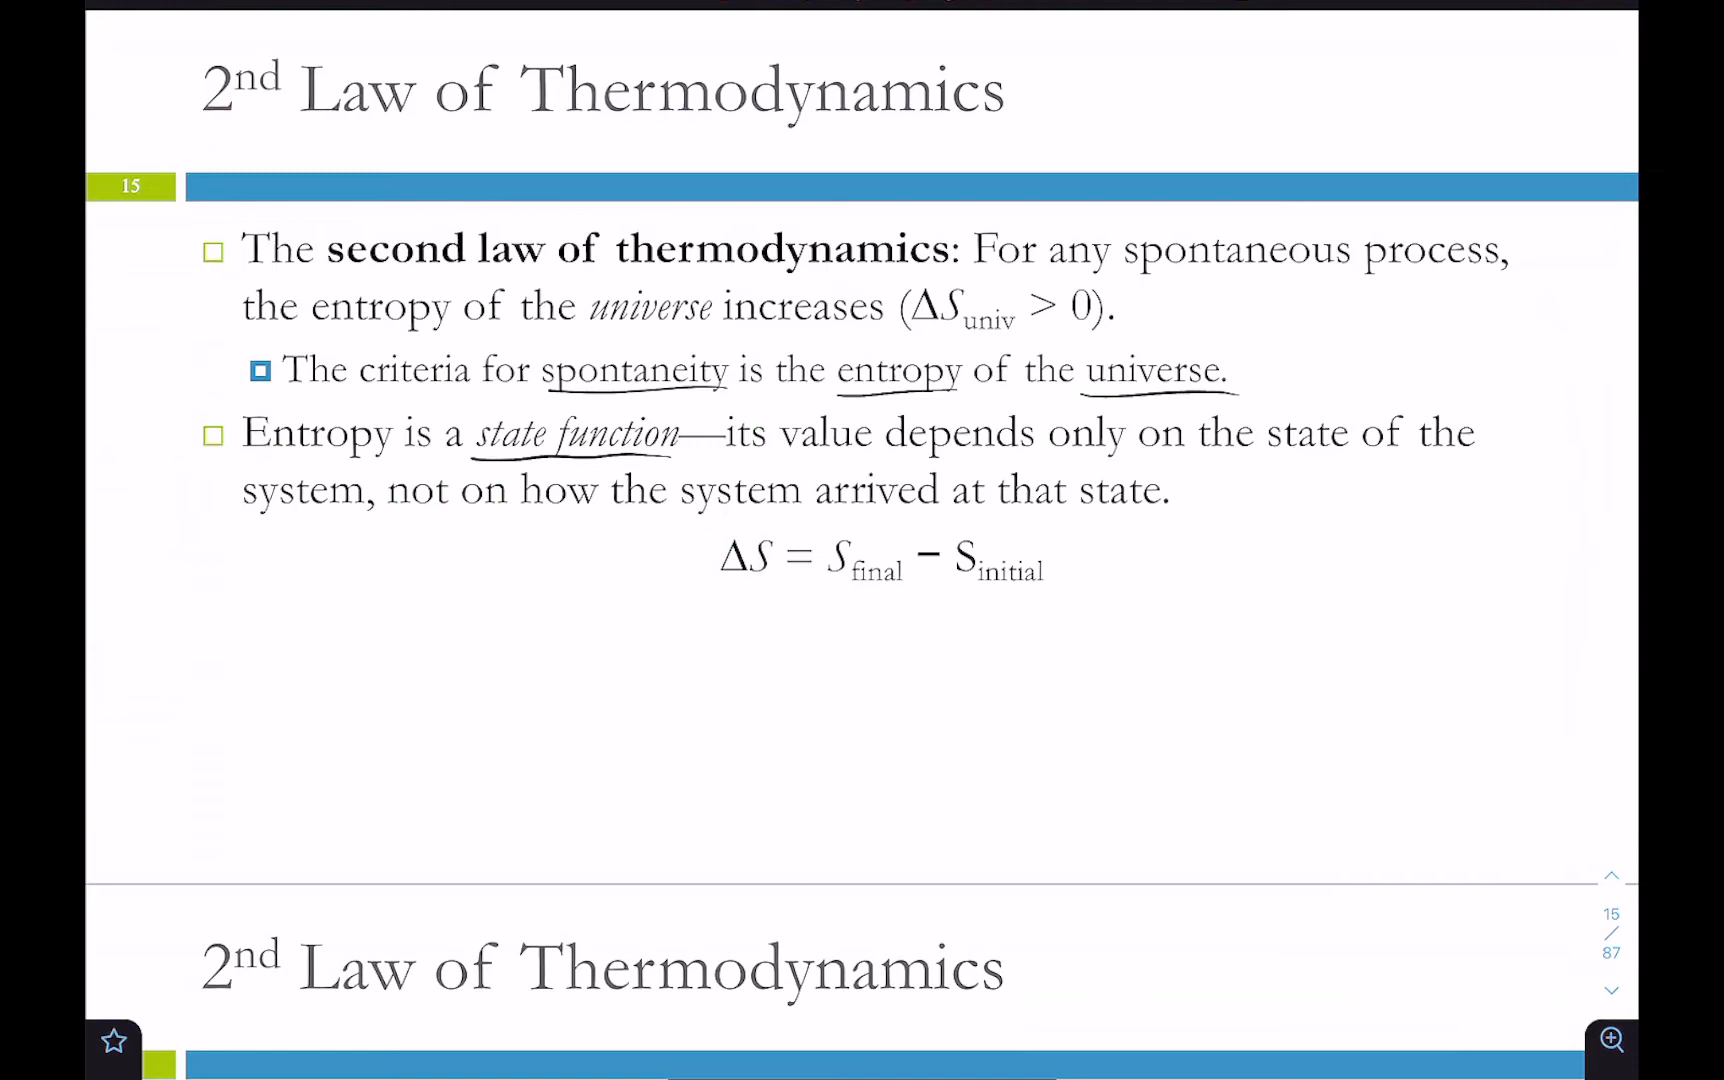 2nd Law of Thermodynamics
15
The second law of thermodynamics: For any spontaneous process,
the entropy of the universe increases (ΔSuniv > 0).
The criteria for spontaneity is the entropy of the universe.
Entropy is a state function—its value depends only on the state of the
system, not on how the system arrived at that state.
ΔS = Sfinal − Sinitial
15
/
87
2nd Law of Thermodynamics